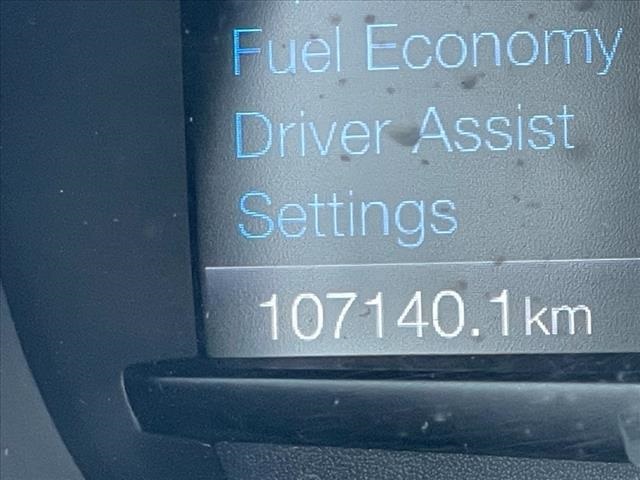 Fuel Economy
Driver Assist
Settings
107140.1km